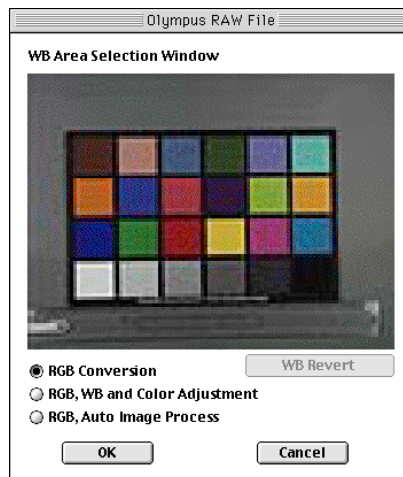 Olympus RAW File
WB Area Selection Window
WB Revert
RGB Conversion
RGB, WB and Color Adjustment
RGB, Auto Image Process
OK
Cancel